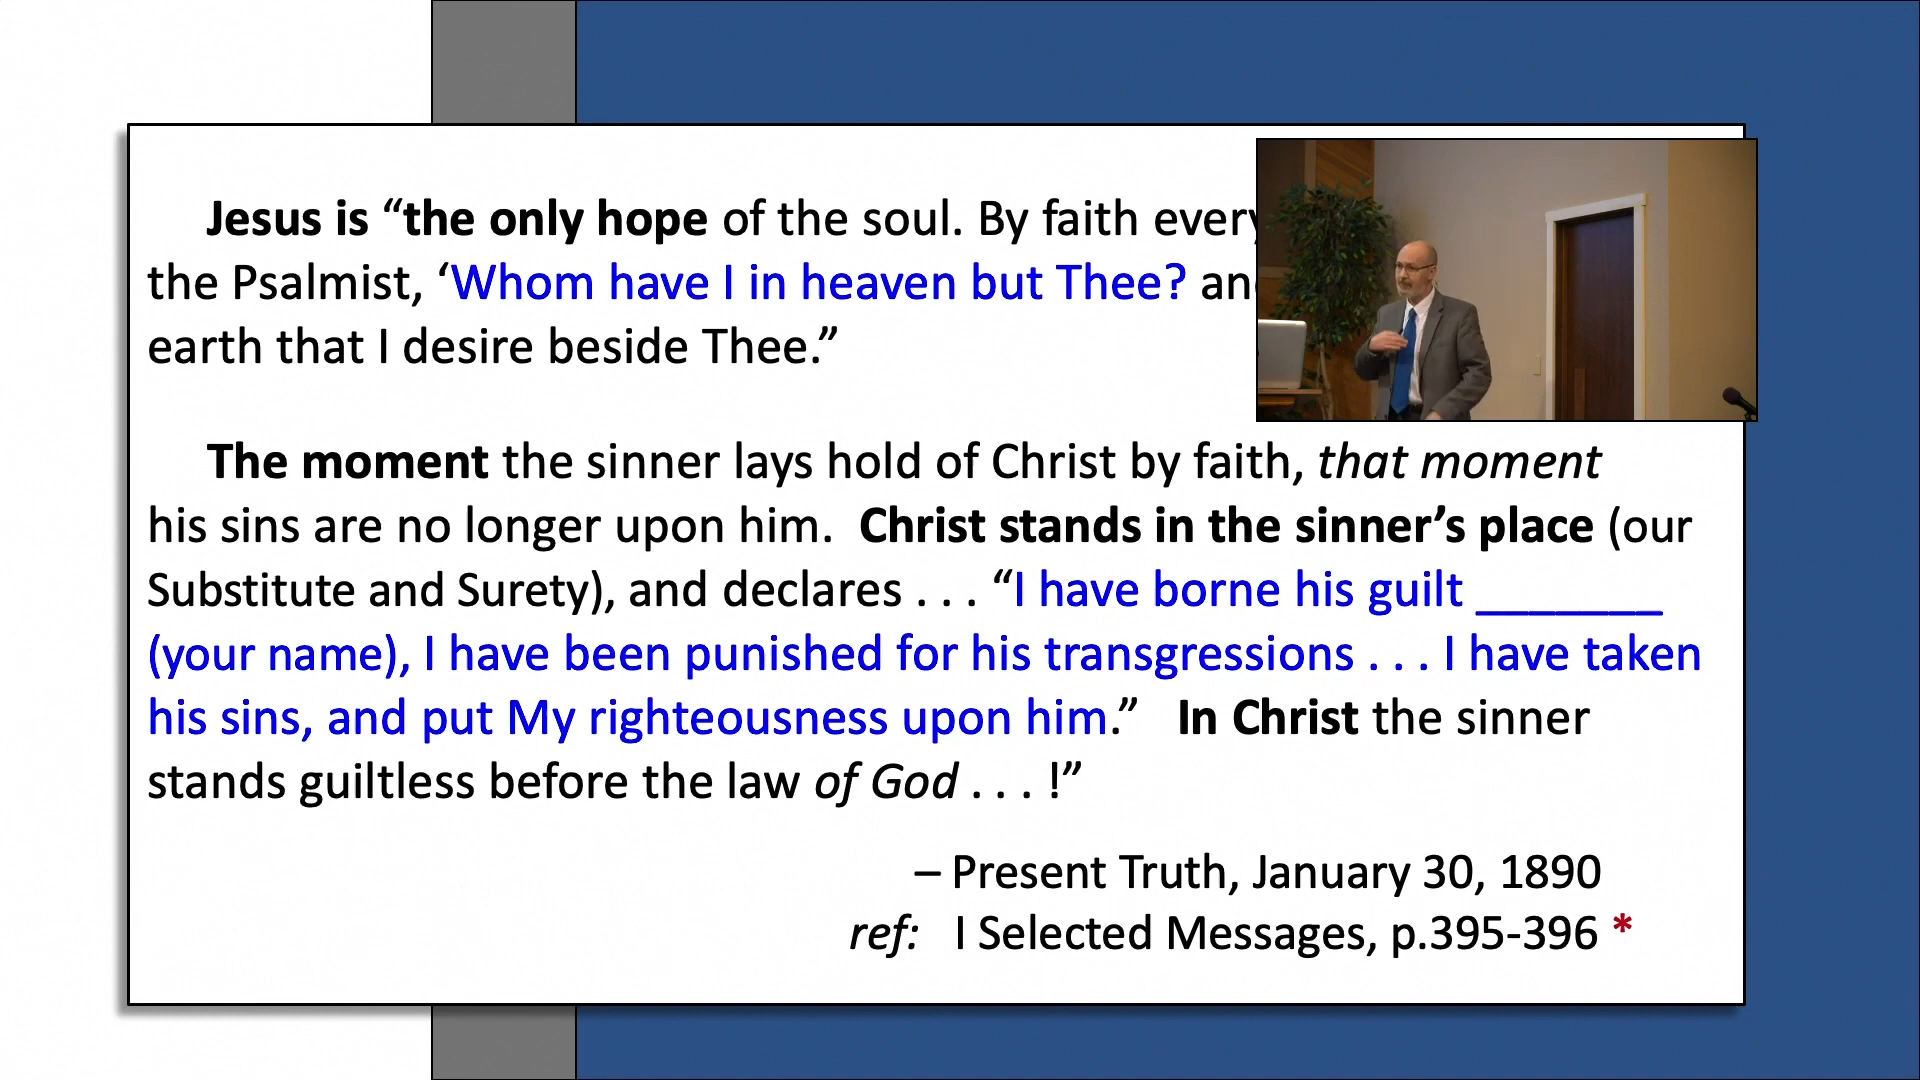 Jesus is “the only hope of the soul. By faith every
the Psalmist, ‘Whom have I in heaven but Thee?
earth that I desire beside Thee.”
The moment the sinner lays hold of Christ by faith, that moment
his sins are no longer upon him.  Christ stands in the sinner’s place (our
Substitute and Surety), and declares . . . “I have borne his guilt _______
(your name), I have been punished for his transgressions . . . I have taken
his sins, and put My righteousness upon him.”   In Christ the sinner
stands guiltless before the law of God . . . !”
– Present Truth, January 30, 1890
ref:   I Selected Messages, p.395-396 *